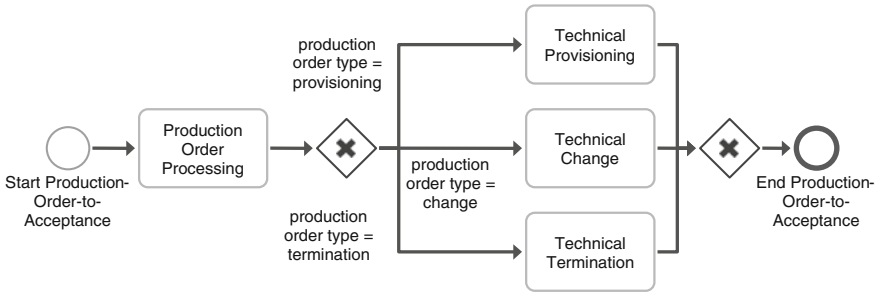 production
order type =
provisioning
Technical
Provisioning
Production
Order
Processing
Technical
Change
Start Production-
Order-to-
Acceptance
production
order type =
change
End Production-
Order-to-
Acceptance
production
order type =
termination
Technical
Termination